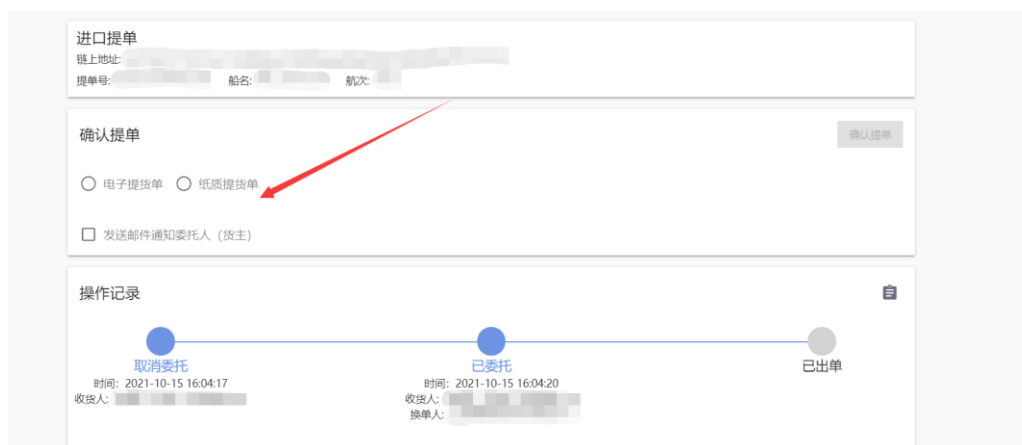 进口提单
链上地址:
提单号: 船名: 航次:
确认提单 确认提单
电子提货单 纸质提货单
发送邮件通知委托人（货主）
操作记录
取消委托 已委托 已出单
时间：2021-10-15 16:04:17 时间：2021-10-15 16:04:20
收货人: 收货人:
换单人: